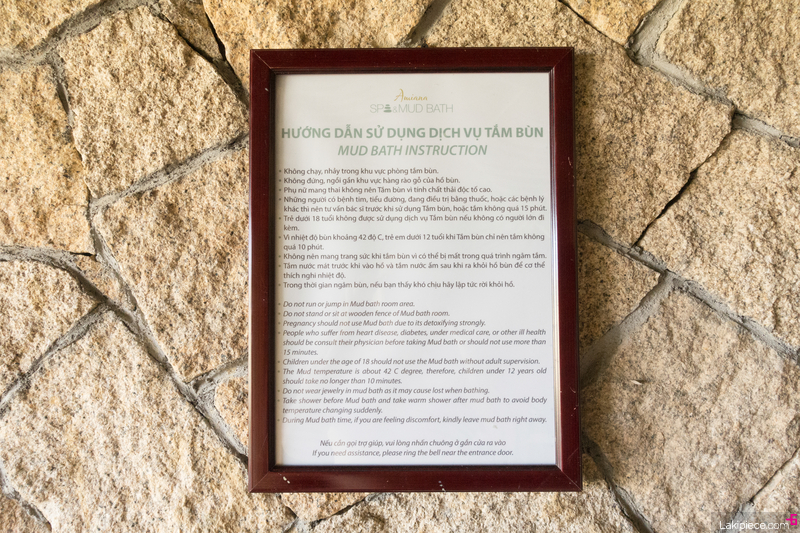 Aminan
SPA & MUD BATH
HƯỚNG DẪN SỬ DỤNG DỊCH VỤ TẮM BÙN
MUD BATH INSTRUCTION
• Không chạy, nhảy trong khu vực phòng tắm bùn.
• Không đứng, ngồi gần khu vực hàng rào gỗ của hồ bùn.
• Phụ nữ mang thai không nên Tắm bùn vì tính chất thải độc tố cao.
• Những người có bệnh tim, tiểu đường, đang điều trị bằng thuốc, hoặc các bệnh lý
khác thì nên tư vấn bác sĩ trước khi sử dụng Tắm bùn, hoặc tắm không quá 15 phút.
• Trẻ dưới 18 tuổi không được sử dụng dịch vụ Tắm bùn nếu không có người lớn đi
kèm.
• Vì nhiệt độ bùn khoảng 42 độ C, trẻ em dưới 12 tuổi khi Tắm bùn chỉ nên tắm không
quá 10 phút.
• Không nên mang trang sức khi tắm bùn vì có thể bị mất trong quá trình ngâm tắm.
• Tắm nước mát trước khi vào hồ và tắm nước ấm sau khi ra khỏi hồ bùn để cơ thể
thích nghi nhiệt độ.
• Trong thời gian ngâm bùn, nếu bạn thấy khó chịu hãy lập tức rời khỏi hồ.
• Do not run or jump in Mud bath room area.
• Do not stand or sit at wooden fence of Mud bath room.
• Pregnancy should not use Mud bath due to its detoxifying strongly.
• People who suffer from heart disease, diabetes, under medical care, or other ill health
should be consult their physician before taking Mud bath or should not use more than
15 minutes.
• Children under the age of 18 should not use the Mud bath without adult supervision.
• The Mud temperature is about 42 C degree, therefore, children under 12 years old
should take no longer than 10 minutes.
• Do not wear jewelry in mud bath as it may cause lost when bathing.
• Take shower before Mud bath and take warm shower after mud bath to avoid body
temperature changing suddenly.
• During Mud bath time, if you are feeling discomfort, kindly leave mud bath right away.
Nếu cần gọi trợ giúp, vui lòng nhấn chuông ở gần cửa ra vào
If you need assistance, please ring the bell near the entrance door.
Lakipiece.com